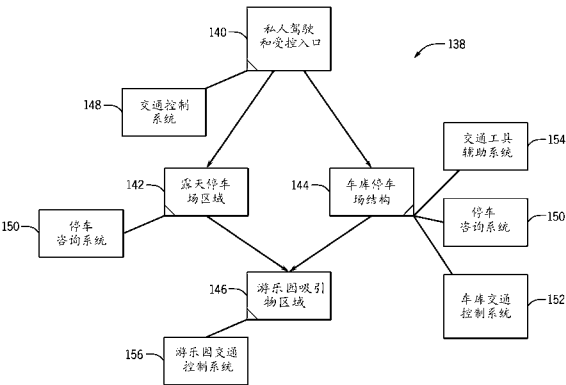 140
私人驾驶
和受控入口
138
148
交通控制
系统
交通工具
辅助系统
154
142
露天停车
场区域
144
车库停车
场结构
150
停车
咨询系统
停车
咨询系统
150
146
游乐园吸引
物区域
车库交通
控制系统
152
156
游乐园交通
控制系统